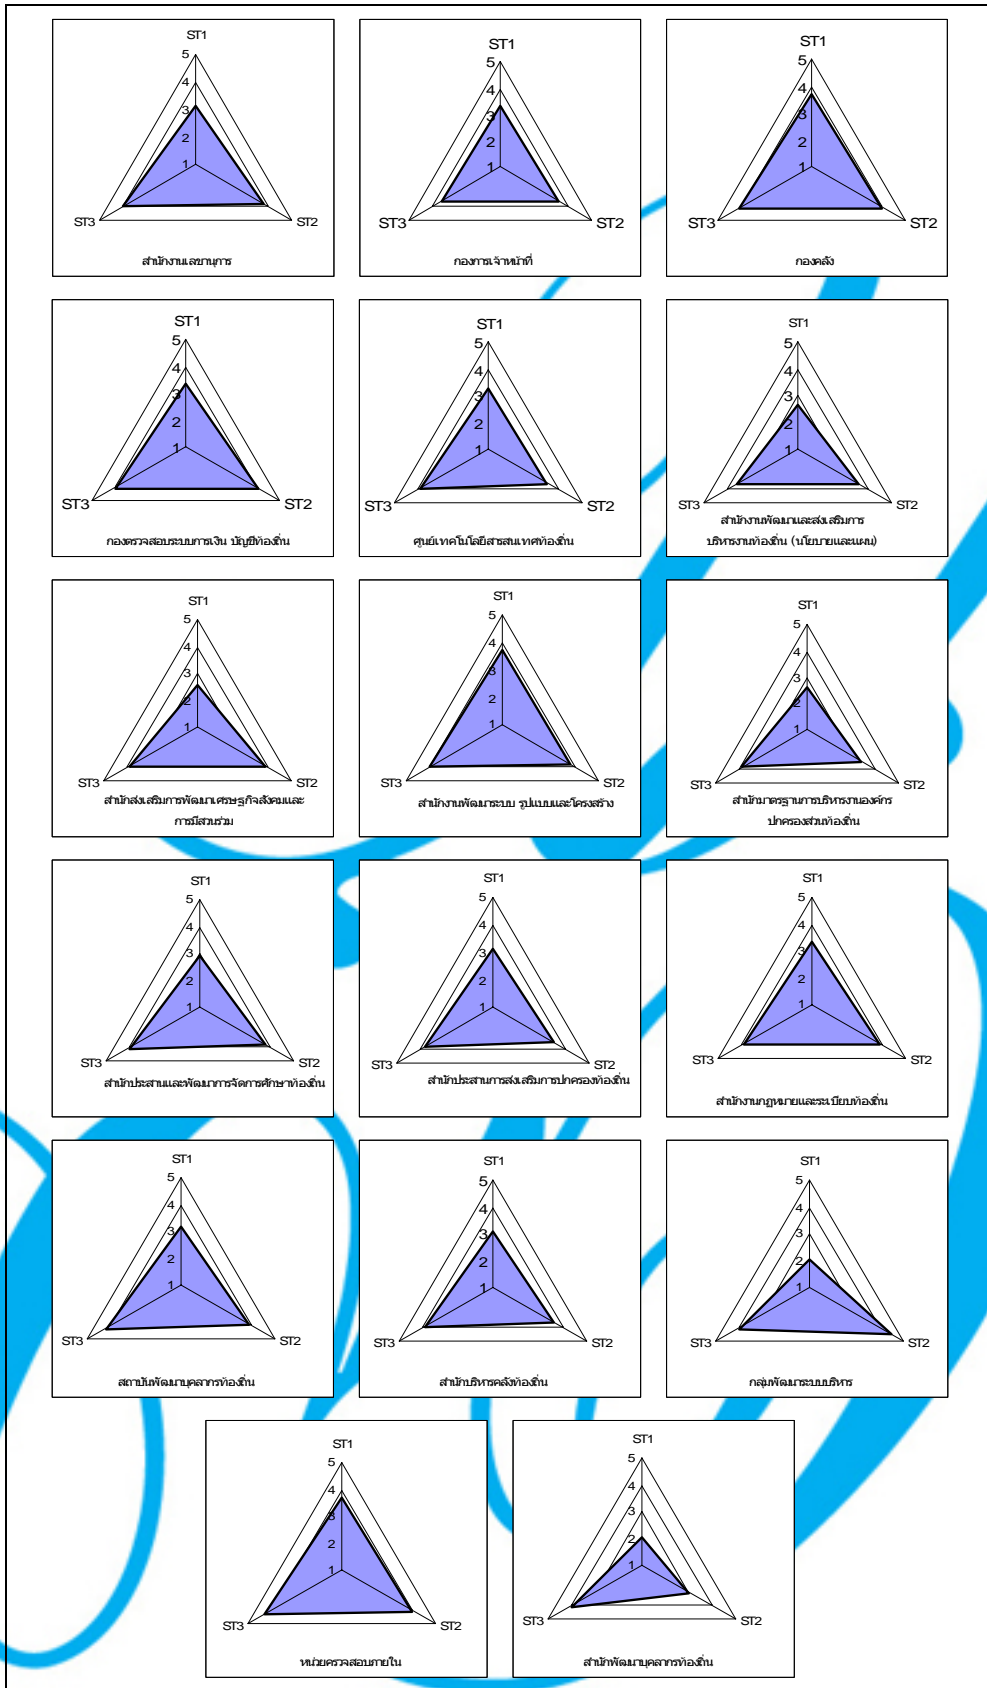 ST1
5
4
3
2
1
ST3
ST2
สำนักงานเลขานุการ
ST1
5
4
3
2
1
ST3
ST2
กองการเจ้าหน้าที่
ST1
5
4
3
2
1
ST3
ST2
กองคลัง
ST1
5
4
3
2
1
ST3
ST2
กองตรวจสอบระบบการเงิน บัญชีท้องถิ่น
ST1
5
4
3
2
1
ST3
ST2
ศูนย์เทคโนโลยีสารสนเทศท้องถิ่น
ST1
5
4
3
2
1
ST3
ST2
สำนักงานพัฒนาและส่งเสริมการ
บริหารงานท้องถิ่น (นโยบายและแผน)
ST1
5
4
3
2
1
ST3
ST2
สำนักส่งเสริมการพัฒนาเศรษฐกิจสังคมและ
การมีส่วนร่วม
ST1
5
4
3
2
1
ST3
ST2
สำนักงานพัฒนาระบบ รูปแบบและโครงสร้าง
ST1
5
4
3
2
1
ST3
ST2
สำนักมาตรฐานการบริหารงานองค์กร
ปกครองส่วนท้องถิ่น
ST1
5
4
3
2
1
ST3
ST2
สำนักประสานและพัฒนาการจัดการศึกษาท้องถิ่น
ST1
5
4
3
2
1
ST3
ST2
สำนักประสานการส่งเสริมการปกครองท้องถิ่น
ST1
5
4
3
2
1
ST3
ST2
สำนักงานกฎหมายและระเบียบท้องถิ่น
ST1
5
4
3
2
1
ST3
ST2
สถาบันพัฒนาบุคลากรท้องถิ่น
ST1
5
4
3
2
1
ST3
ST2
สำนักบริหารคลังท้องถิ่น
ST1
5
4
3
2
1
ST3
ST2
กลุ่มพัฒนาระบบบริหาร
ST1
5
4
3
2
1
ST3
ST2
หน่วยตรวจสอบภายใน
ST1
5
4
3
2
1
ST3
ST2
สำนักพัฒนาบุคลากรท้องถิ่น